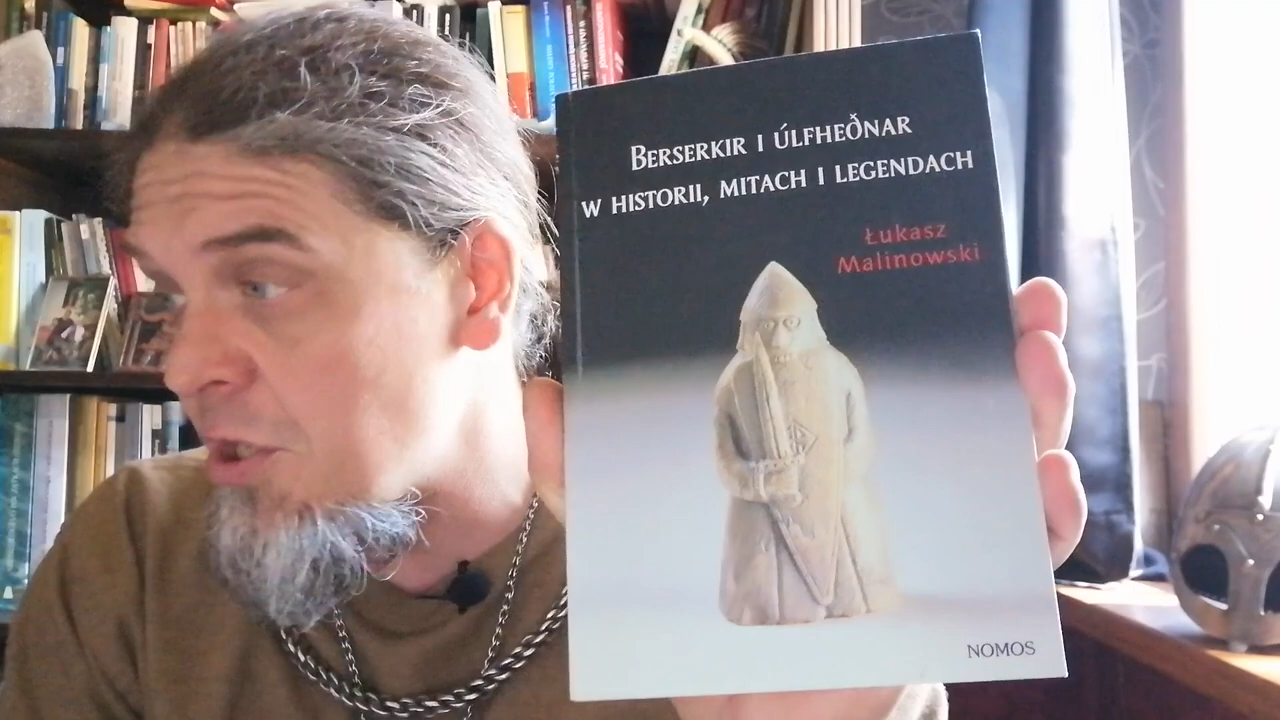 Berserkir i úlfheðnar
w historii, mitach i legendach
Łukasz
Malinowski
NOMOS